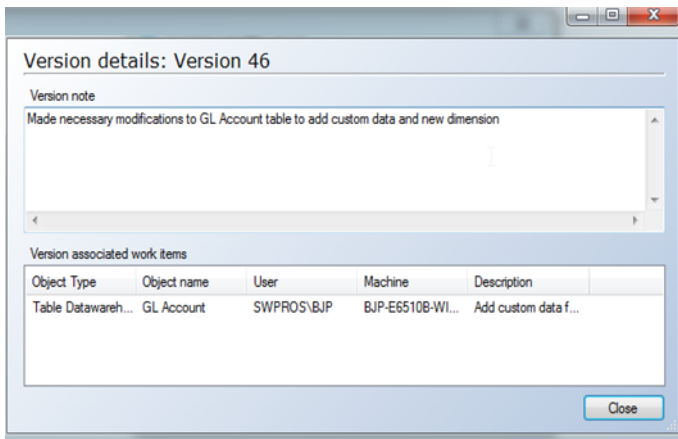 Version details: Version 46
Version note
Made necessary modifications to GL Account table to add custom data and new dimension
Version associated work items
Object Type Object name User Machine Description
Table Datawareh... GL Account SWPROS\BJP BJP-E6510B-WI... Add custom data f...
Close